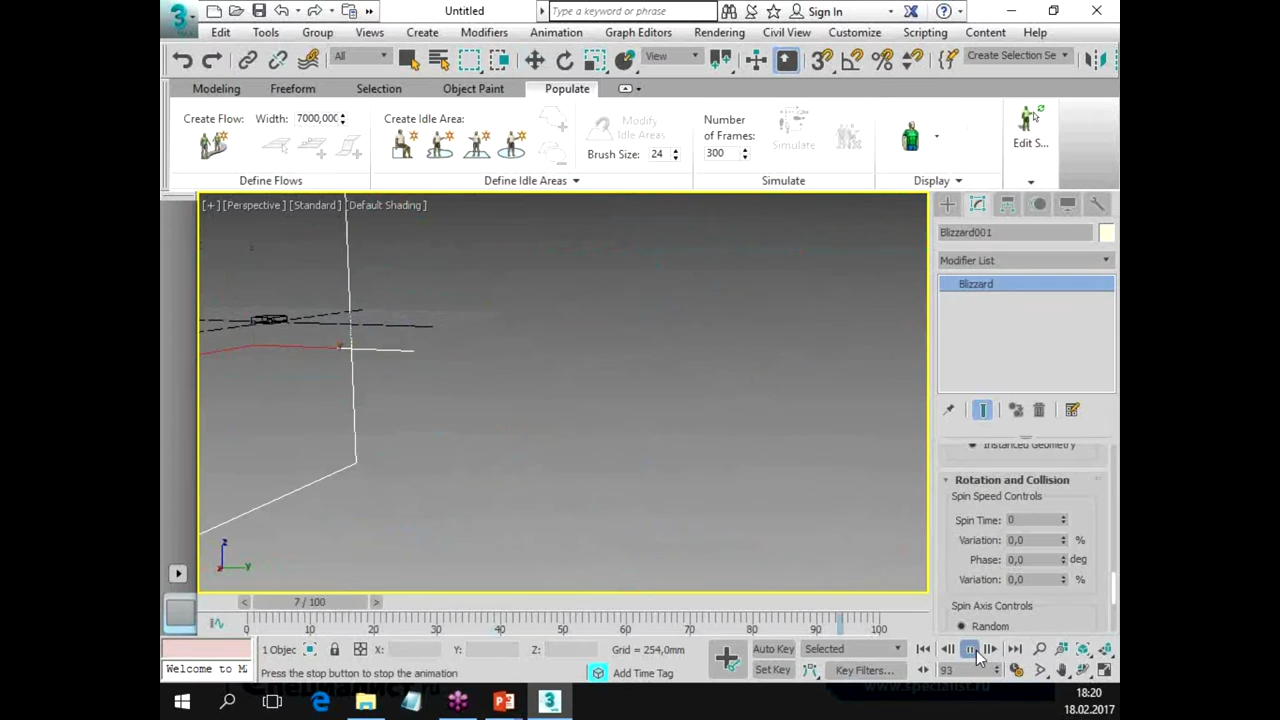 Untitled
Type a keyword or phrase
Sign In
3
MAX
Edit Tools Group Views Create Modifiers Animation Graph Editors Rendering Civil View Customize Scripting Content Help
All
View
Create Selection Se
Modeling Freeform Selection Object Paint Populate
Create Flow: Width: 7000,000
Create Idle Area:
Modify
Idle Areas
Brush Size: 24
Number
of Frames:
300
Simulate
Edit S...
Define Flows
Define Idle Areas
Simulate
Display
[+] [Perspective] [Standard] [Default Shading]
Blizzard001
Modifier List
Blizzard
Instanced Geometry
Rotation and Collision
Spin Speed Controls
Spin Time: 0
Variation: 0,0 %
Phase: 0,0 deg
Variation: 0,0 %
Spin Axis Controls
Random
z
y
x
< 7 / 100 >
0 10 20 30 40 50 60 70 80 90 100
1 Objec
X:
Y:
Z:
Grid = 254,0mm
Auto Key
Selected
Welcome to M
Press the stop button to stop the animation
Add Time Tag
Set Key
Key Filters...
93
www.specialist.ru
18:20
18.02.2017